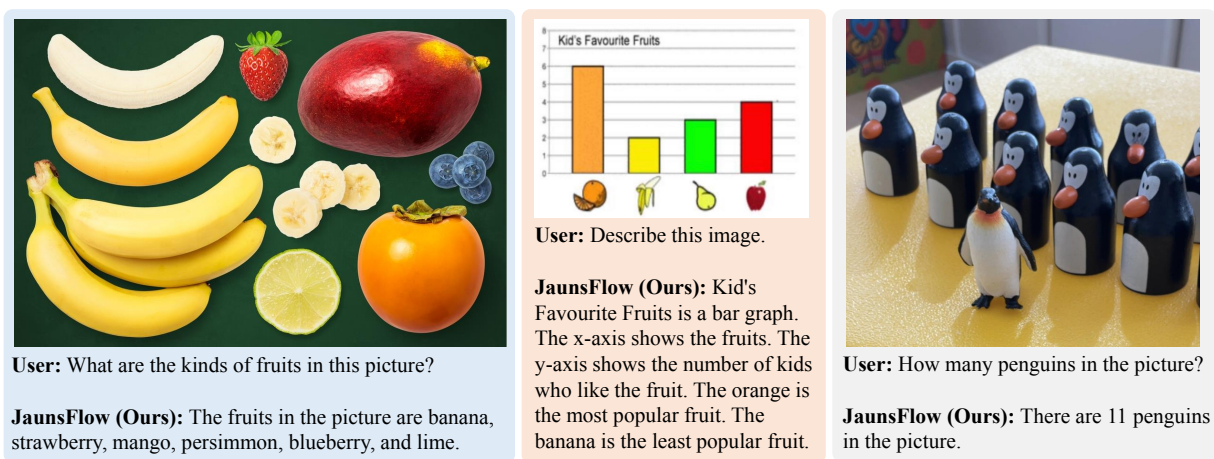 User: What are the kinds of fruits in this picture?
JaunsFlow (Ours): The fruits in the picture are banana,
strawberry, mango, persimmon, blueberry, and lime.
8
7
6
5
4
3
2
1
0
Kid's Favourite Fruits
User: Describe this image.
JaunsFlow (Ours): Kid's
Favourite Fruits is a bar graph.
The x-axis shows the fruits. The
y-axis shows the number of kids
who like the fruit. The orange is
the most popular fruit. The
banana is the least popular fruit.
User: How many penguins in the picture?
JaunsFlow (Ours): There are 11 penguins
in the picture.